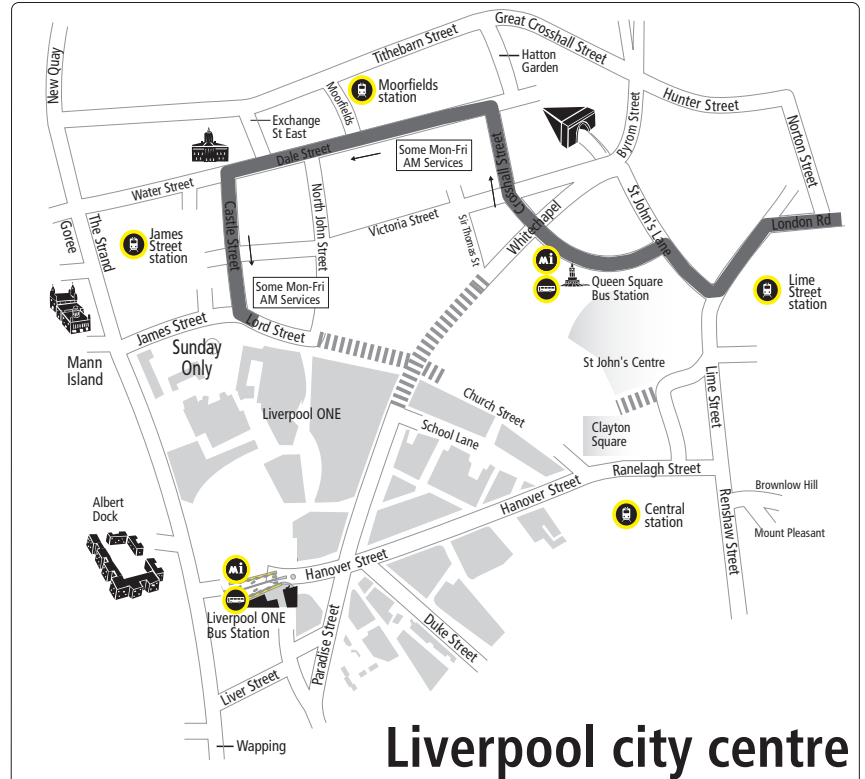 Great Crosshall Street
Tithebarn Street
New Quay
Hatton
Garden
Moorfields
station
Moorfields
Hunter Street
Exchange
St East
Byrom Street
Norton Street
Some Mon-Fri
AM Services
Dale Street
Crosshall Street
Water Street
St John's Lane
London Rd
Goree
The Strand
Castle Street
North John Street
Victoria Street
Sir Thomas St
Whitechapel
James
Street
station
mi
Queen Square
Bus Station
Lime
Street
station
Some Mon-Fri
AM Services
James Street
Lord Street
Sunday
Only
Mann
Island
St John's Centre
Lime Street
Church Street
Liverpool ONE
School Lane
Clayton
Square
Ranelagh Street
Hanover Street
Brownlow Hill
Albert
Dock
Central
station
Renshaw Street
Mount Pleasant
mi
Hanover Street
Liverpool ONE
Bus Station
Paradise Street
Duke Street
Liver Street
Wapping
Liverpool city centre